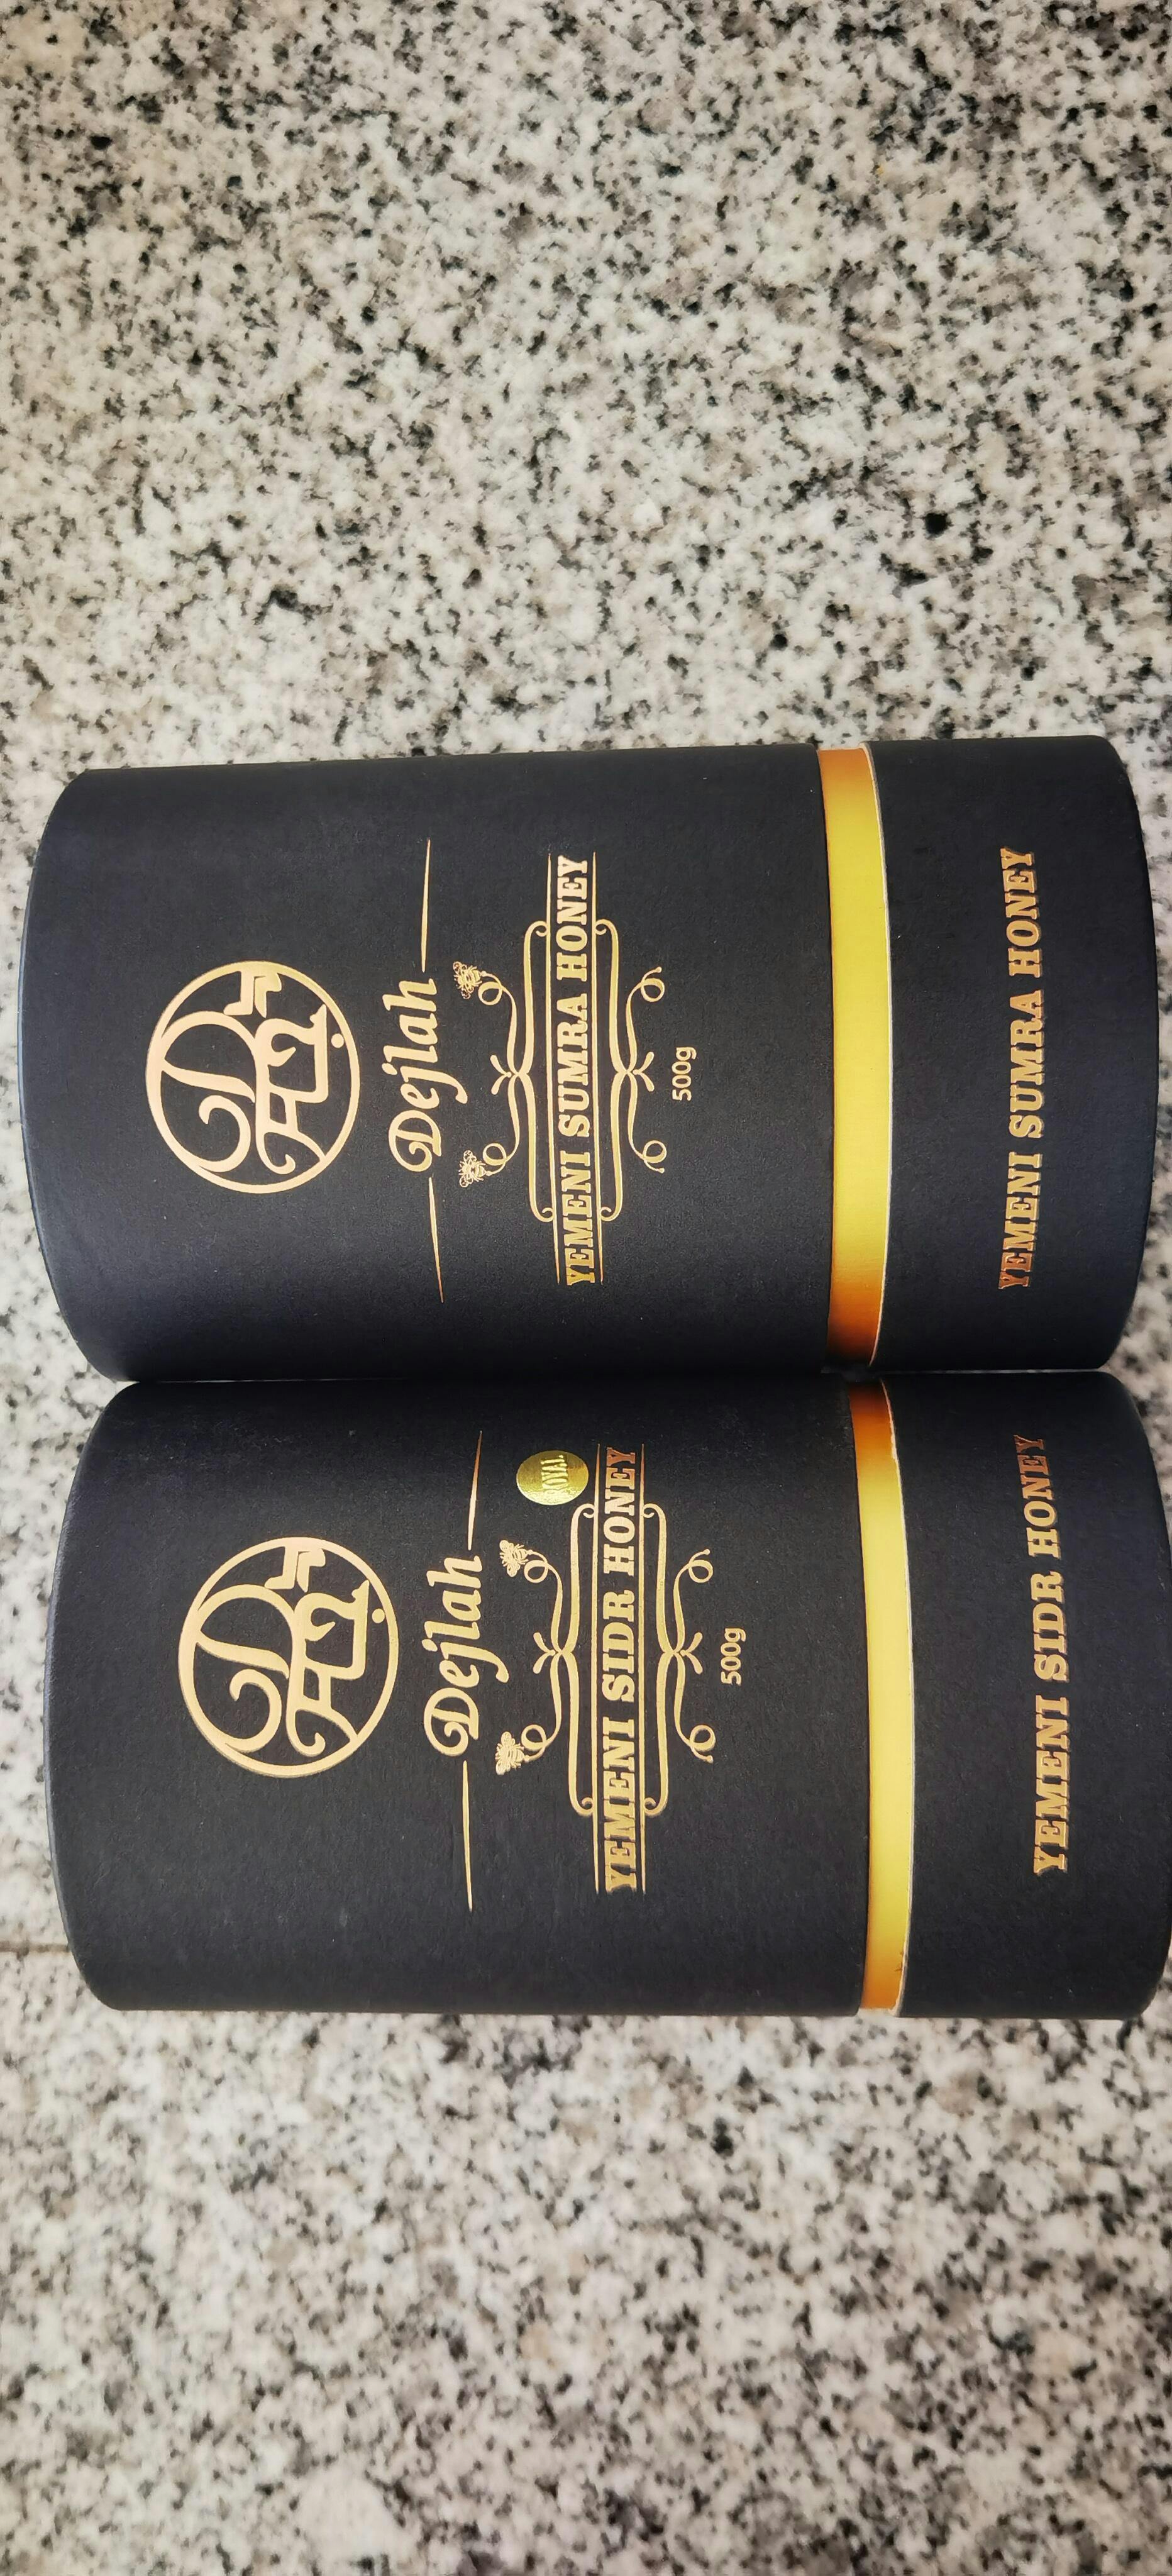 Dejlah
YEMENI SUMRA HONEY
500g
YEMENI SUMRA HONEY
Dejlah
ROYAL
YEMENI SIDR HONEY
500g
YEMENI SIDR HONEY